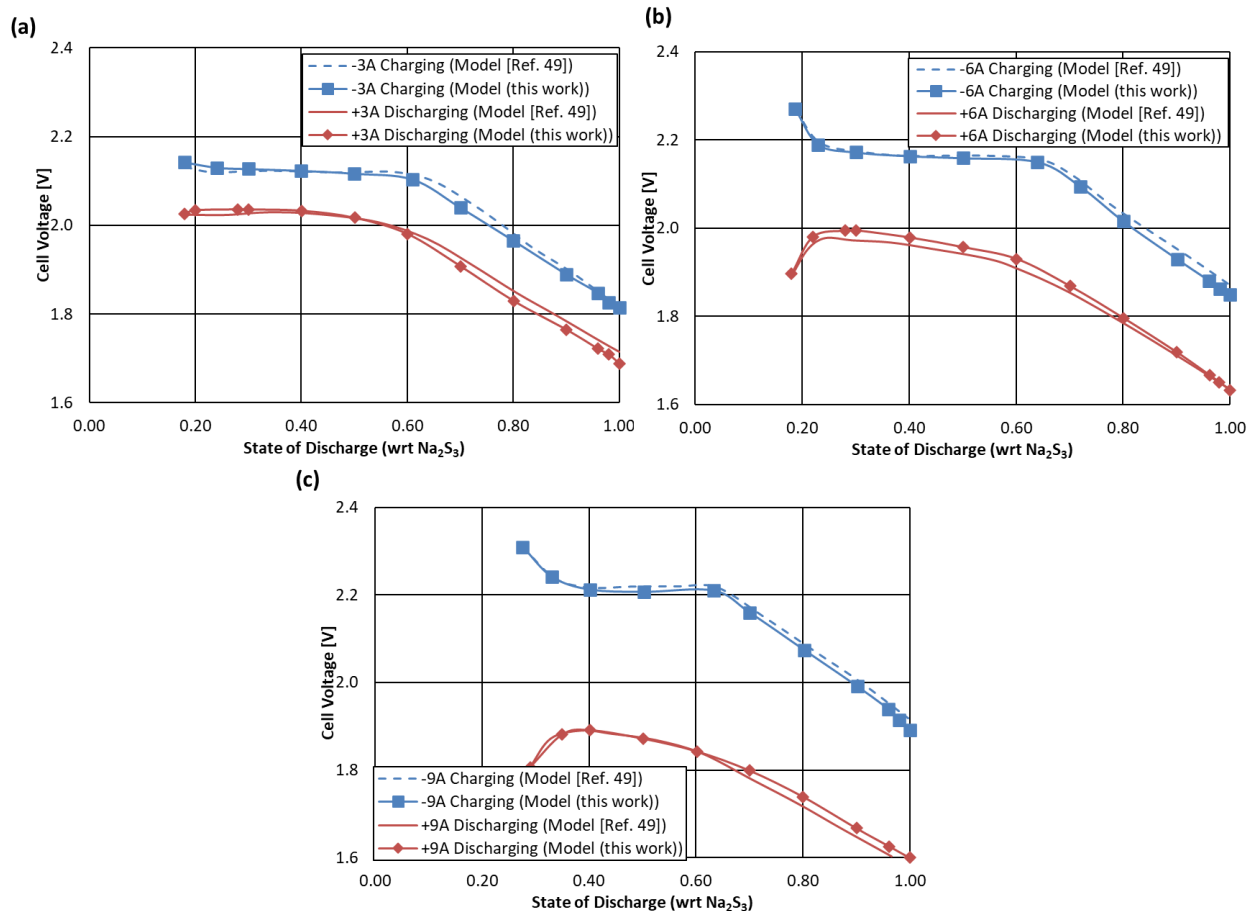 (a)
2.4
2.2
2.0
1.8
1.6
Cell Voltage [V]
-3A Charging (Model [Ref. 49])
-3A Charging (Model (this work))
+3A Discharging (Model [Ref. 49])
+3A Discharging (Model (this work))
0.00 0.20 0.40 0.60 0.80 1.00
State of Discharge (wrt Na₂S₃)
(b)
2.4
2.2
2.0
1.8
1.6
Cell Voltage [V]
-6A Charging (Model [Ref. 49])
-6A Charging (Model (this work))
+6A Discharging (Model [Ref. 49])
+6A Discharging (Model (this work))
0.00 0.20 0.40 0.60 0.80 1.00
State of Discharge (wrt Na₂S₃)
(c)
2.4
2.2
2.0
1.8
1.6
Cell Voltage [V]
-9A Charging (Model [Ref. 49])
-9A Charging (Model (this work))
+9A Discharging (Model [Ref. 49])
+9A Discharging (Model (this work))
0.00 0.20 0.40 0.60 0.80 1.00
State of Discharge (wrt Na₂S₃)